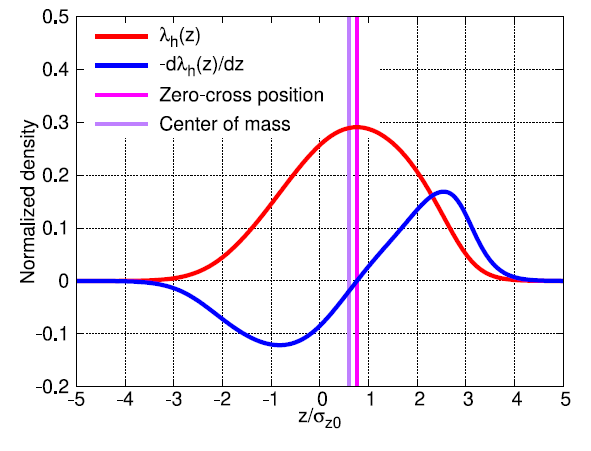 0.5
λh(z)
0.4
-dλh(z)/dz
Zero-cross position
0.3
Center of mass
0.2
Normalized density
0.1
0
-0.1
-0.2
-5 -4 -3 -2 -1 0 1 2 3 4 5
z/σz0